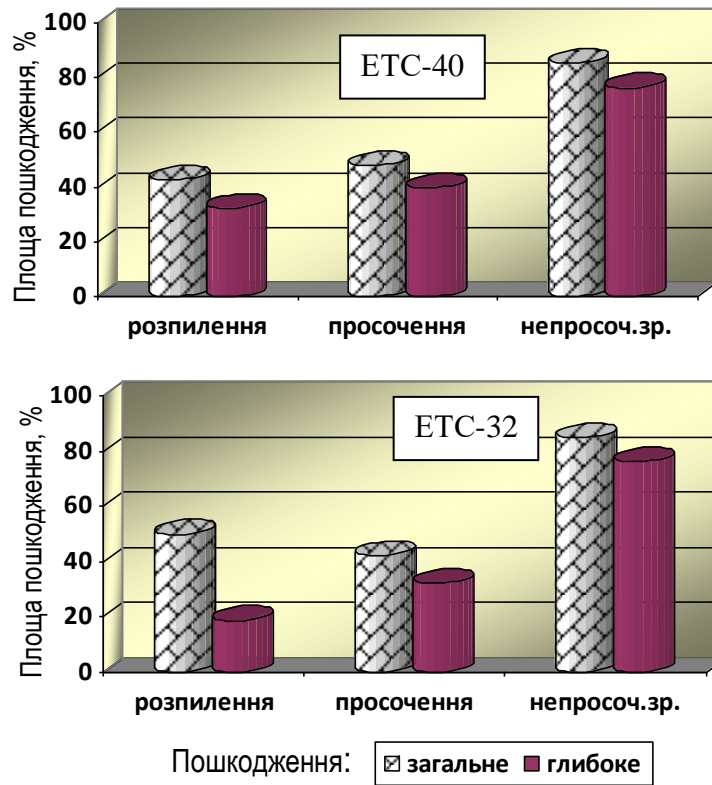 Площа пошкодження, %
100
80
60
40
20
0
ЕТС-40
розпилення просочення непросоч.зр.
Площа пошкодження, %
100
80
60
40
20
0
ЕТС-32
розпилення просочення непросоч.зр.
Пошкодження: загальне глибоке